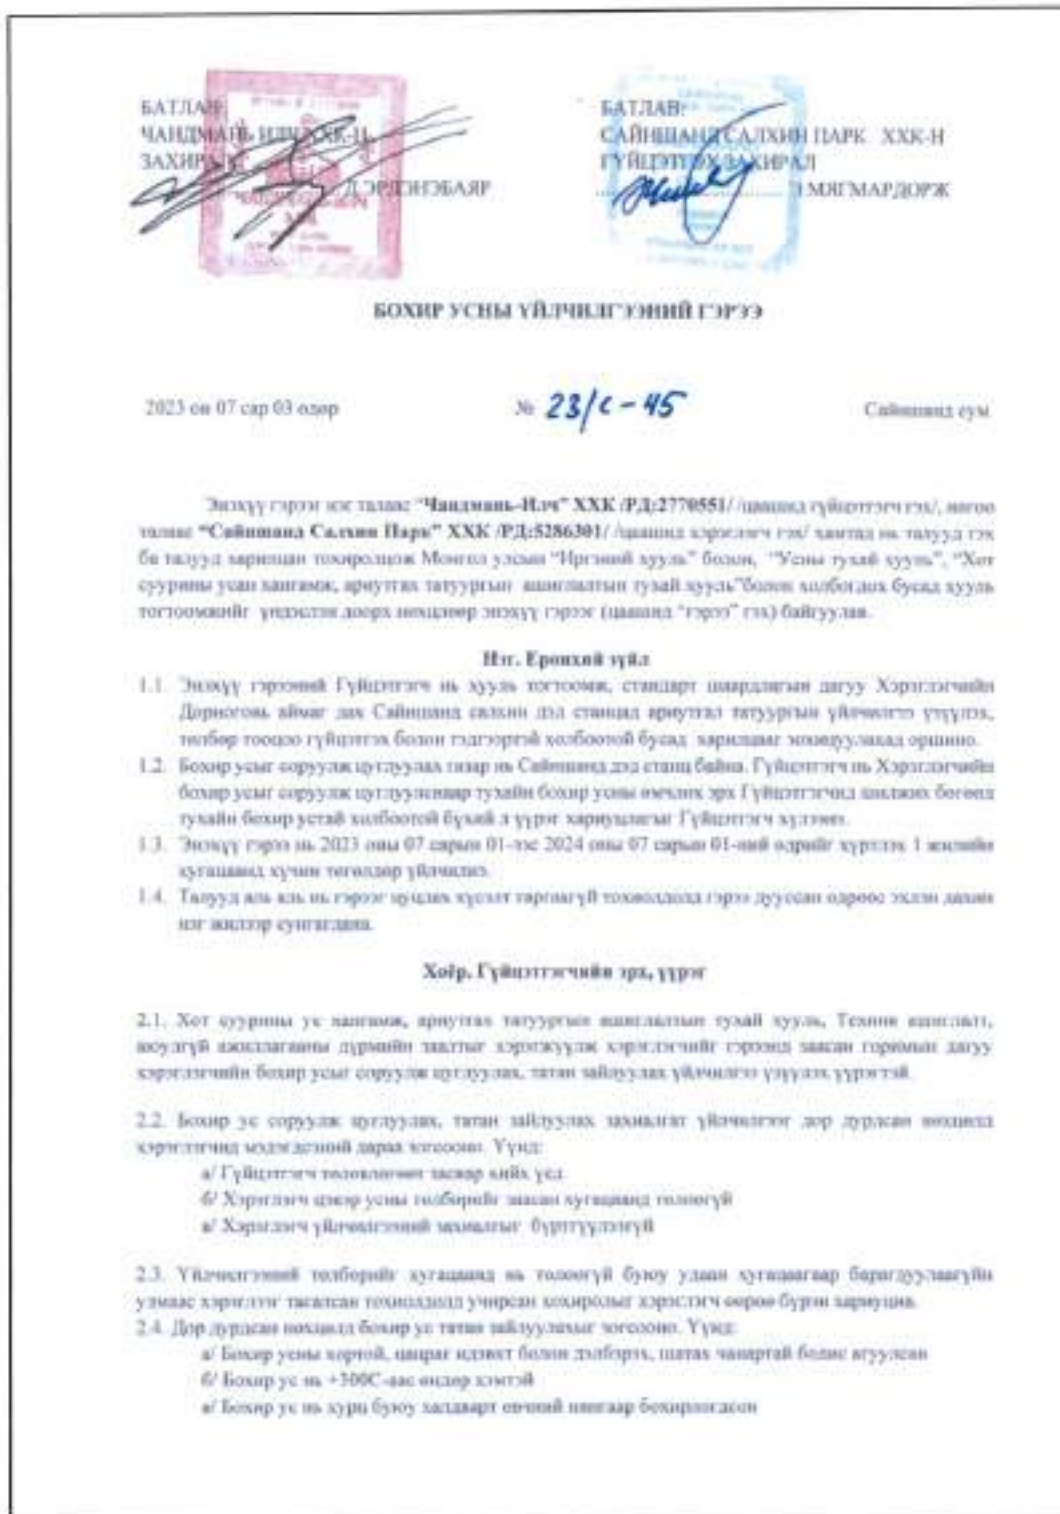 БАТЛАВ:
ЧАНДМАНЬ ИЛЧ ХХК-Н
ЗАХИРАЛ
Д.ЭРДЭНЭБАЯР
БАТЛАВ:
САЙНШАНД САЛХИН ПАРК ХХК-Н
ГҮЙЦЭТГЭХ ЗАХИРАЛ
МЯГМАРДОРЖ
БОХИР УСНЫ ҮЙЛЧИЛГЭЭНИЙ ГЭРЭЭ
2023 он 07 сар 03 өдөр
№ 23/с-45
Сайншанд сум
Энэхүү гэрээг нэг талаас “Чандмань-Илч” ХХК /РД:2770551/ /цаашид гүйцэтгэгч гэх/, нөгөө
талаас “Сайншанд Салхин Парк” ХХК /РД:5286301/ /цаашид хэрэглэгч гэх/ хамтад нь талууд гэх
ба талууд харилцан тохиролцож Монгол улсын “Иргэний хууль” болон, “Усны тухай хууль”, “Хот
суурины усан хангамж, ариутгах татуургын ашиглалтын тухай хууль”болон холбогдох бусад хууль
тогтоомжийг үндэслэн доорх нөхцлөөр энэхүү гэрээг (цаашид “гэрээ” гэх) байгуулав.
Нэг. Ерөнхий зүйл
1.1. Энэхүү гэрээний Гүйцэтгэгч нь хууль тогтоомж, стандарт шаардлагын дагуу Хэрэглэгчийн
Дорноговь аймаг дах Сайншанд салхин дэд станцад ариутгал татуургын үйлчилгээ үзүүлэх,
төлбөр тооцоо гүйцэтгэх болон тэдгээртэй холбоотой бусад харилцааг зохицуулахад оршино.
1.2. Бохир усыг соруулж цуглуулах газар нь Сайншанд дэд станц байна. Гүйцэтгэгч нь Хэрэглэгчийн
бохир усыг соруулж цуглуулснаар тухайн бохир усны өмчлөх эрх Гүйцэтгэгчид шилжих бөгөөд
тухайн бохир устай холбоотой бүхий л үүрэг хариуцлагыг Гүйцэтгэгч хүлээнэ.
1.3. Энэхүү гэрээ нь 2023 оны 07 сарын 01-ээс 2024 оны 07 сарын 01-ний өдрийг хүртэлх 1 жилийн
хугацаанд хүчин төгөлдөр үйлчилнэ.
1.4. Талууд аль аль нь гэрээг цуцлах хүсэлт гаргаагүй тохиолдолд гэрээ дууссан өдрөөс эхлэн дахин
нэг жилээр сунгагдана.
Хоёр. Гүйцэтгэгчийн эрх, үүрэг
2.1. Хот суурины ус хангамж, ариутгах татуургын ашиглалтын тухай хууль, Техник ашиглалт,
аюулгүй ажиллагааны дүрмийн заалтыг хэрэгжүүлж хэрэглэгчийг гэрээнд заасан горимын дагуу
хэрэглэгчийн бохир усыг соруулж цуглуулах, татан зайлуулах үйлчилгээ үзүүлэх үүрэгтэй.
2.2. Бохир ус соруулж цуглуулах, татан зайлуулах захиалгат үйлчилгээг дор дурдсан нөхцөлд
хэрэглэгчид мэдэгдсэний дараа зогсооно. Үүнд:
а/ Гүйцэтгэгч төлөвлөгөөт засвар хийх үед
б/ Хэрэглэгч цэвэр усны төлбөрийг заасан хугацаанд төлөөгүй
в/ Хэрэглэгч үйлчилгээний захиалгыг бүртгүүлээгүй
2.3. Үйлчилгээний төлбөрийг хугацаанд нь төлөөгүй буюу удаан хугацаагаар барагдуулаагүйн
улмаас хэрэглээг тасалсан тохиолдолд учирсан хохиролыг хэрэглэгч өөрөө бүрэн хариуцна.
2.4. Дор дурдсан нөхцөлд бохир ус татан зайлуулахыг зогсооно. Үүнд:
а/ Бохир усны хортой, цацраг идэвхт болон дэлбэрэх, шатах чанартай бодис агуулсан
б/ Бохир ус нь +300С-аас өндөр хэмтэй
в/ Бохир ус нь хурц буюу халдварт өвчний нянгаар бохирлогдсон